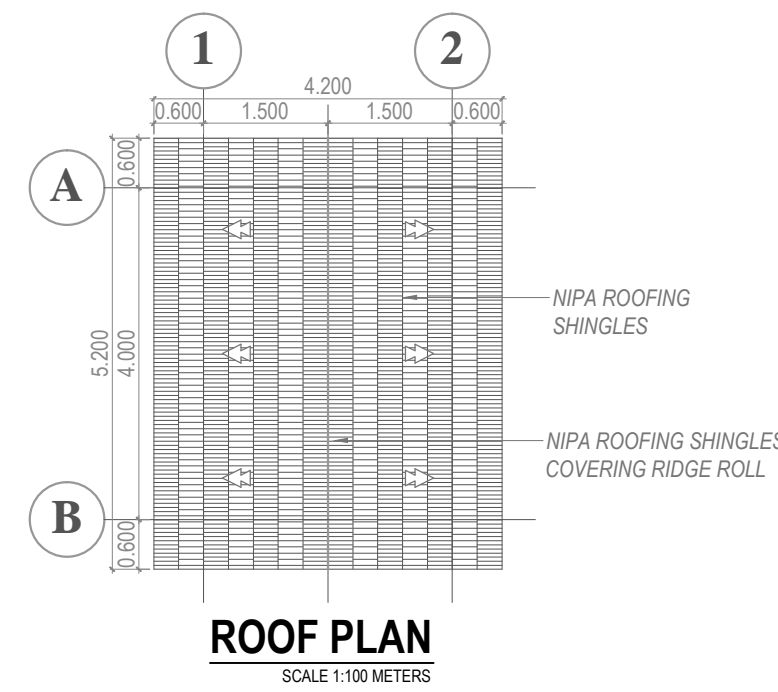 1
2
4.200
0.600
1.500
1.500
0.600
0.600
A
NIPA ROOFING
SHINGLES
5.200
4.000
NIPA ROOFING SHINGLES
COVERING RIDGE ROLL
B
0.600
ROOF PLAN
SCALE 1:100 METERS